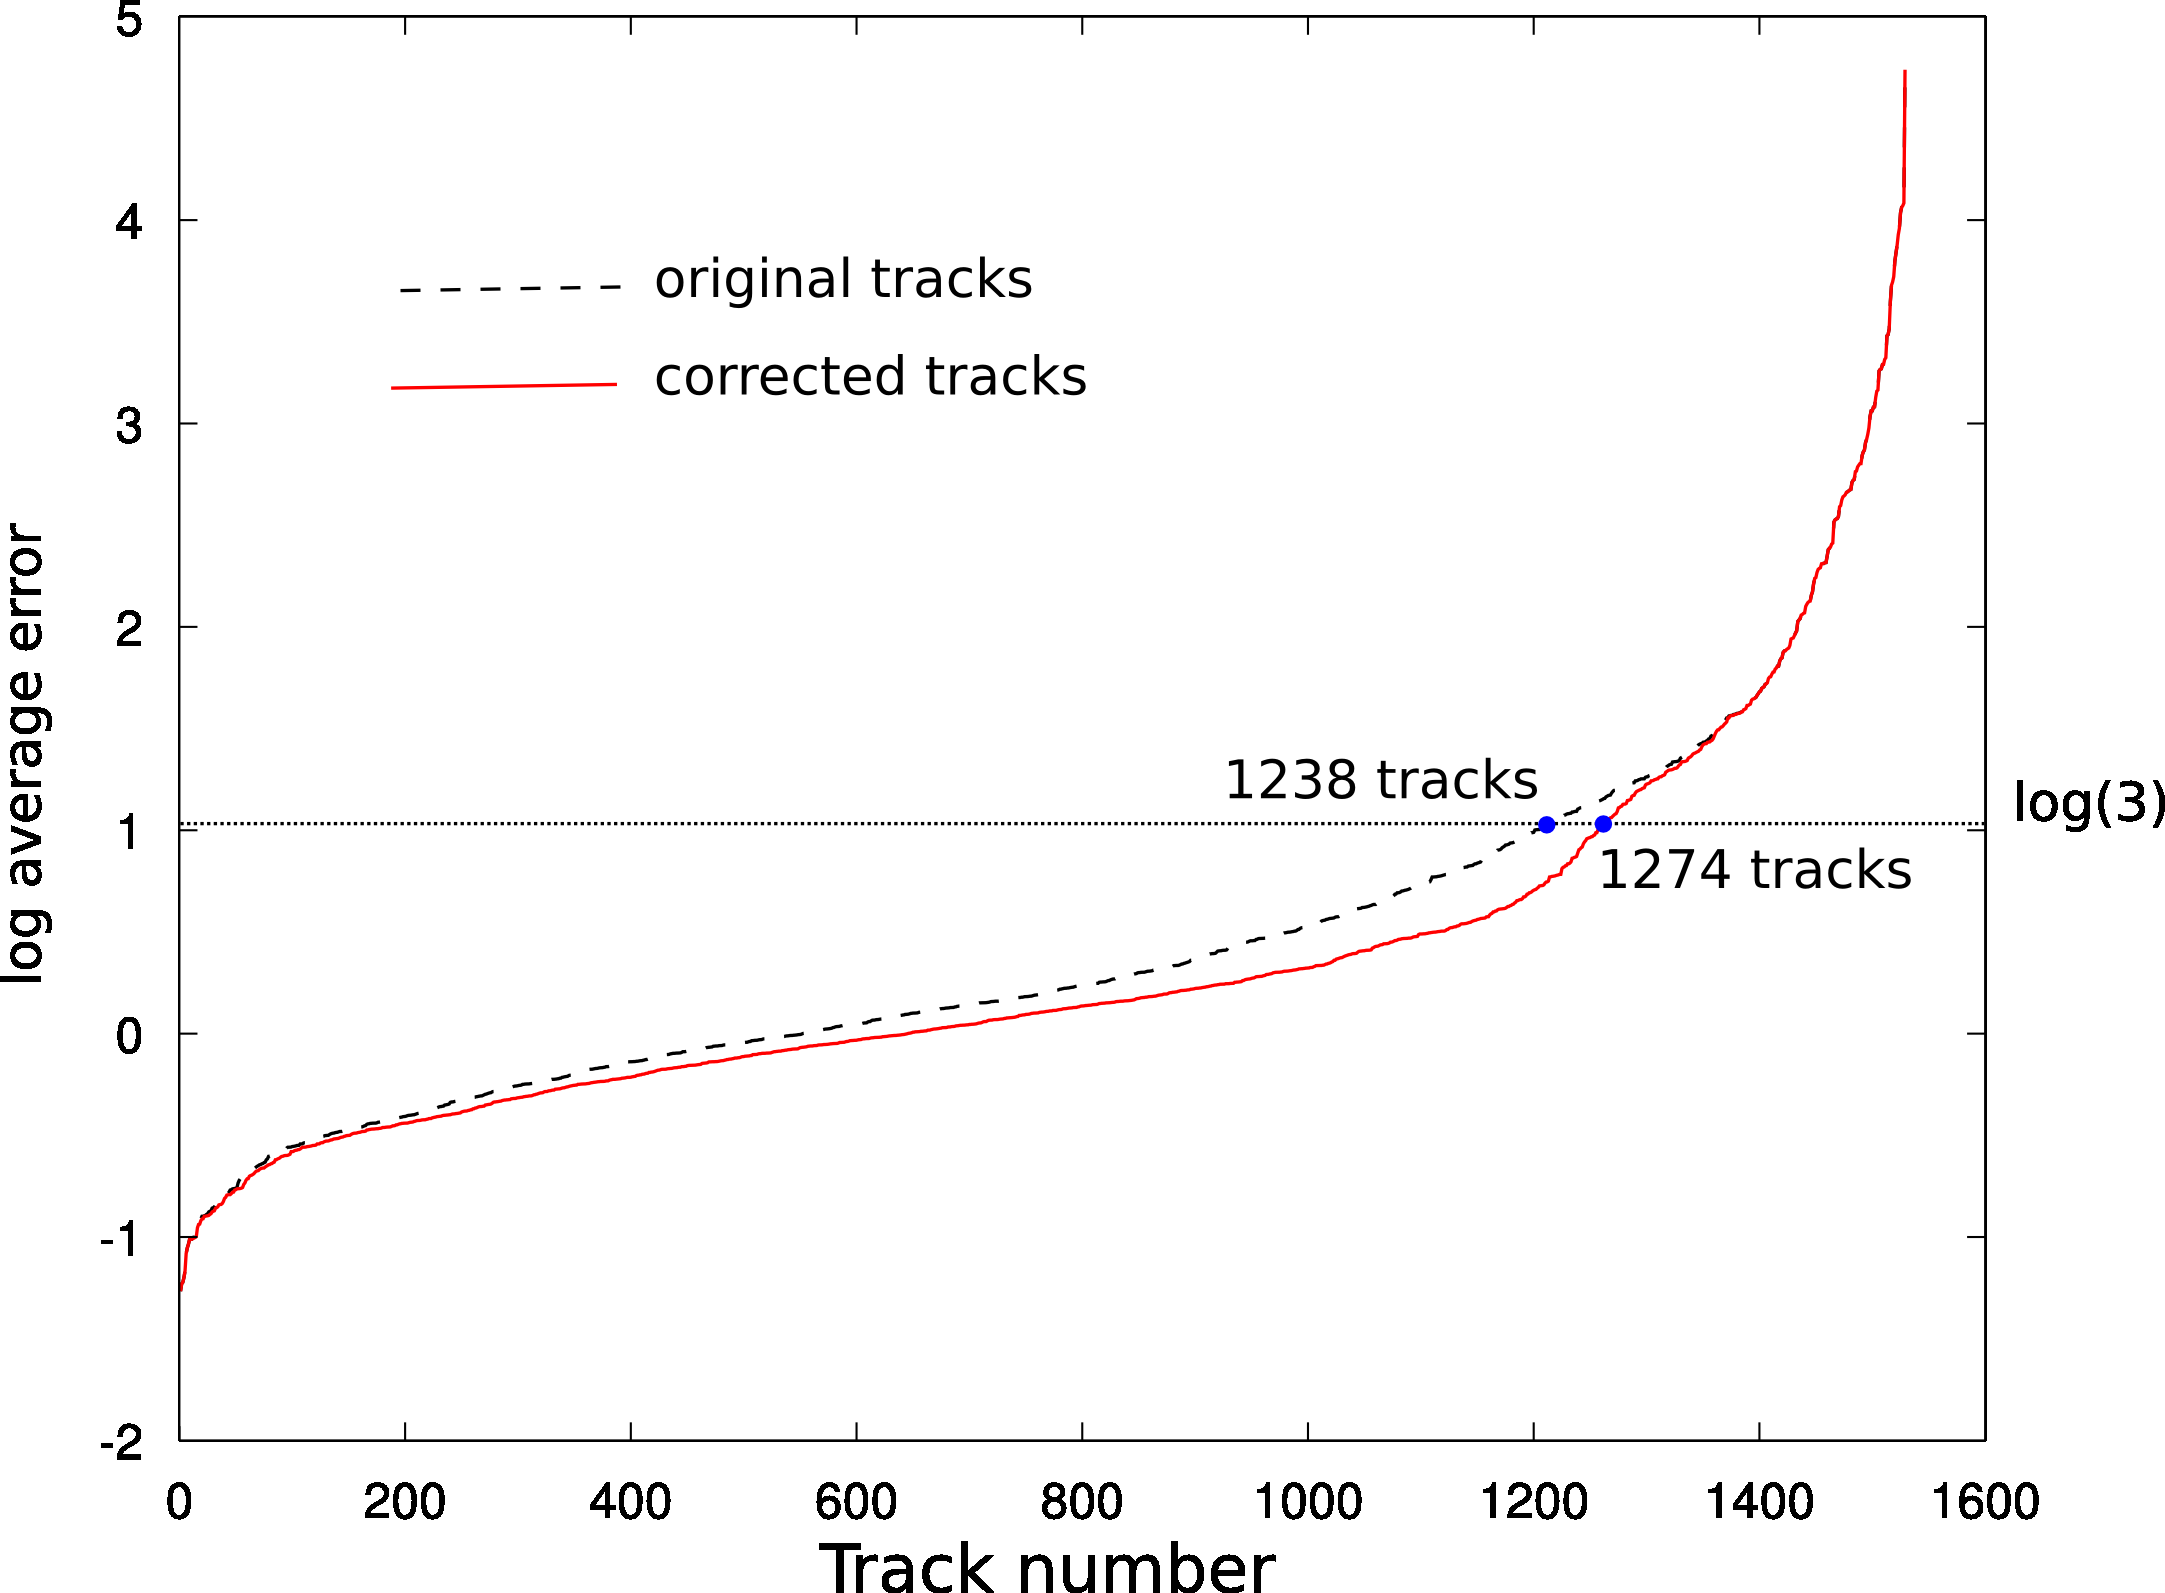 5
4
3
2
1
0
-1
-2
log average error
original tracks
corrected tracks
1238 tracks
1274 tracks
log(3)
0 200 400 600 800 1000 1200 1400 1600
Track number